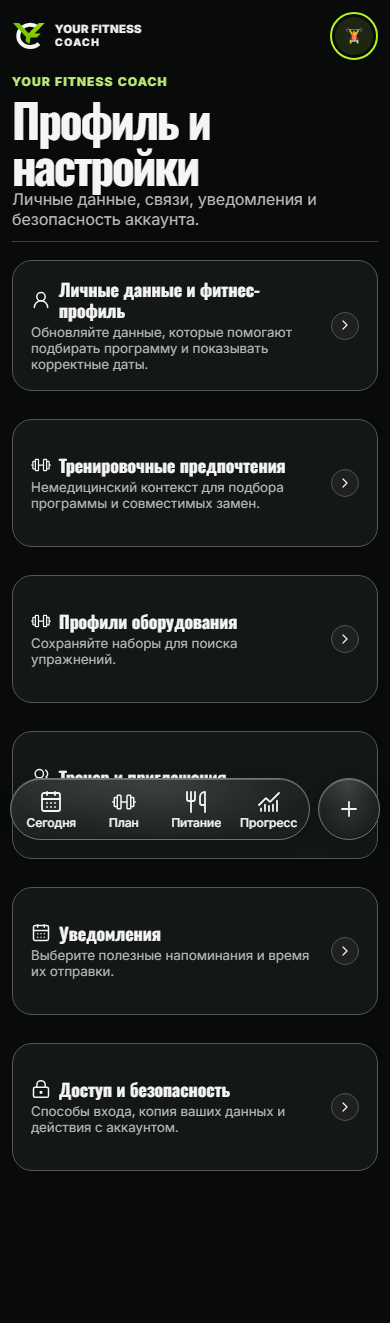 YOUR FITNESS
COACH
YOUR FITNESS COACH
Профиль и
настройки
Личные данные, связи, уведомления и
безопасность аккаунта.
Личные данные и фитнес-
профиль
Обновляйте данные, которые помогают
подбирать программу и показывать
корректные даты.
Тренировочные предпочтения
Немедицинский контекст для подбора
программы и совместимых замен.
Профили оборудования
Сохраняйте наборы для поиска
упражнений.
Тренер и приглашения
Сегодня План Питание Прогресс
Уведомления
Выберите полезные напоминания и время
их отправки.
Доступ и безопасность
Способы входа, копия ваших данных и
действия с аккаунтом.